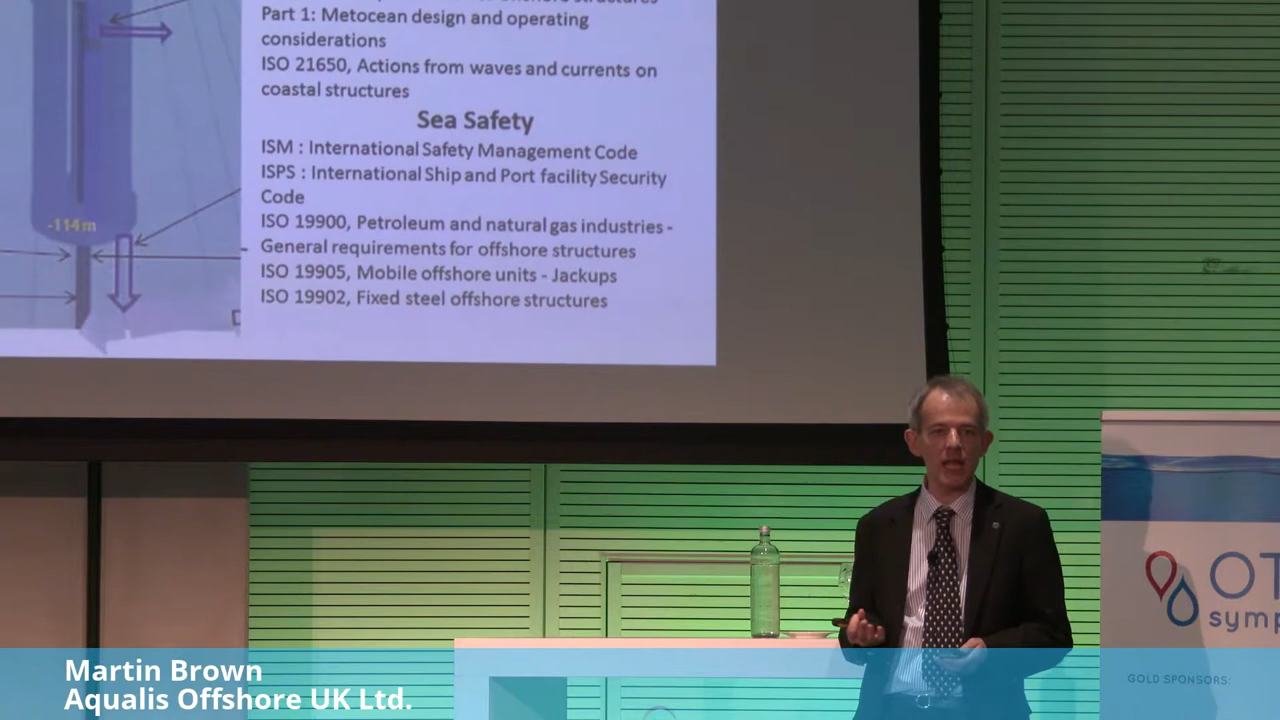 Part 1: Metocean design and operating
considerations
ISO 21650, Actions from waves and currents on
coastal structures
Sea Safety
ISM : International Safety Management Code
ISPS : International Ship and Port facility Security
Code
ISO 19900, Petroleum and natural gas industries -
General requirements for offshore structures
ISO 19905, Mobile offshore units - Jackups
ISO 19902, Fixed steel offshore structures
-114m
OT
symp
GOLD SPONSORS:
Martin Brown
Aqualis Offshore UK Ltd.